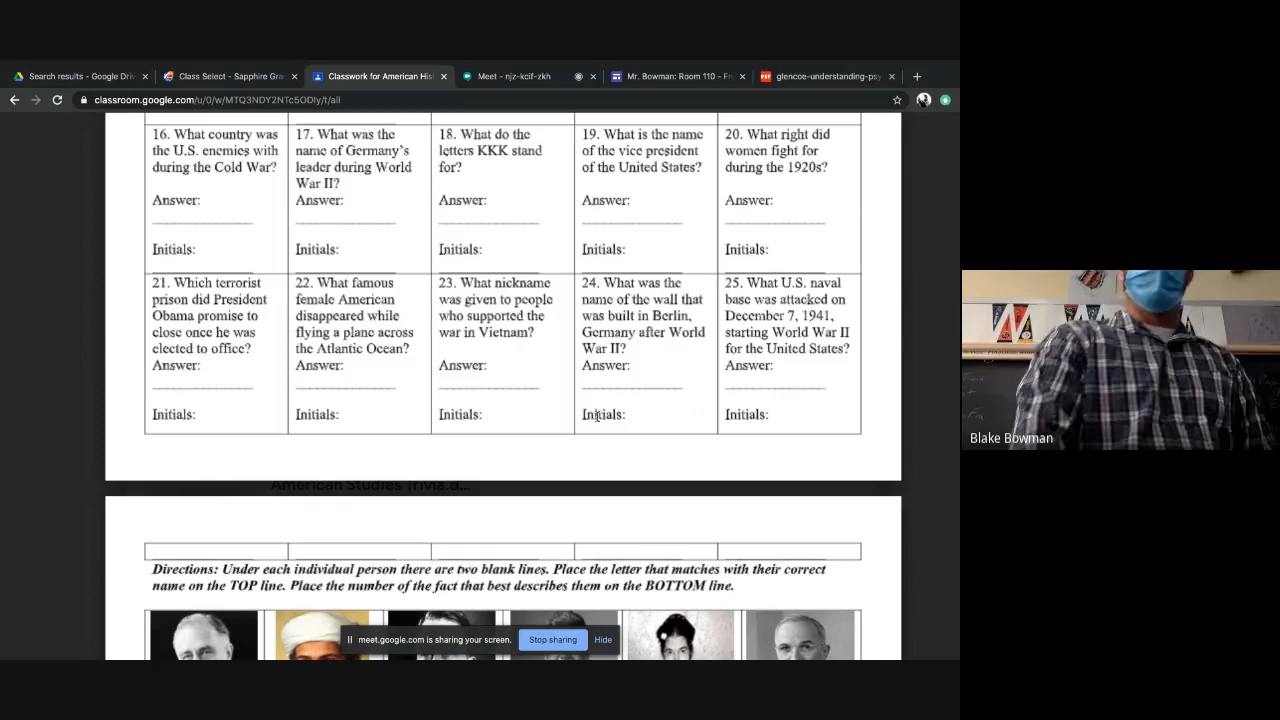 Search results - Google Driv
Class Select - Sapphire Gra
Classwork for American His
Meet - njz-kcif-zkh
Mr. Bowman: Room 110 - Fr
glencoe-understanding-psy
classroom.google.com/u/0/w/MTQ3NDY2NTc5ODIy/t/all
16. What country was
the U.S. enemies with
during the Cold War?
Answer:
Initials:
17. What was the
name of Germany's
leader during World
War II?
Answer:
Initials:
18. What do the
letters KKK stand
for?
Answer:
Initials:
19. What is the name
of the vice president
of the United States?
Answer:
Initials:
20. What right did
women fight for
during the 1920s?
Answer:
Initials:
21. Which terrorist
prison did President
Obama promise to
close once he was
elected to office?
Answer:
Initials:
22. What famous
female American
disappeared while
flying a plane across
the Atlantic Ocean?
Answer:
Initials:
23. What nickname
was given to people
who supported the
war in Vietnam?
Answer:
Initials:
24. What was the
name of the wall that
was built in Berlin,
Germany after World
War II?
Answer:
Initials:
25. What U.S. naval
base was attacked on
December 7, 1941,
starting World War II
for the United States?
Answer:
Initials:
American Studies Trivia.d...
Directions: Under each individual person there are two blank lines. Place the letter that matches with their correct
name on the TOP line. Place the number of the fact that best describes them on the BOTTOM line.
meet.google.com is sharing your screen.
Stop sharing
Hide
Blake Bowman